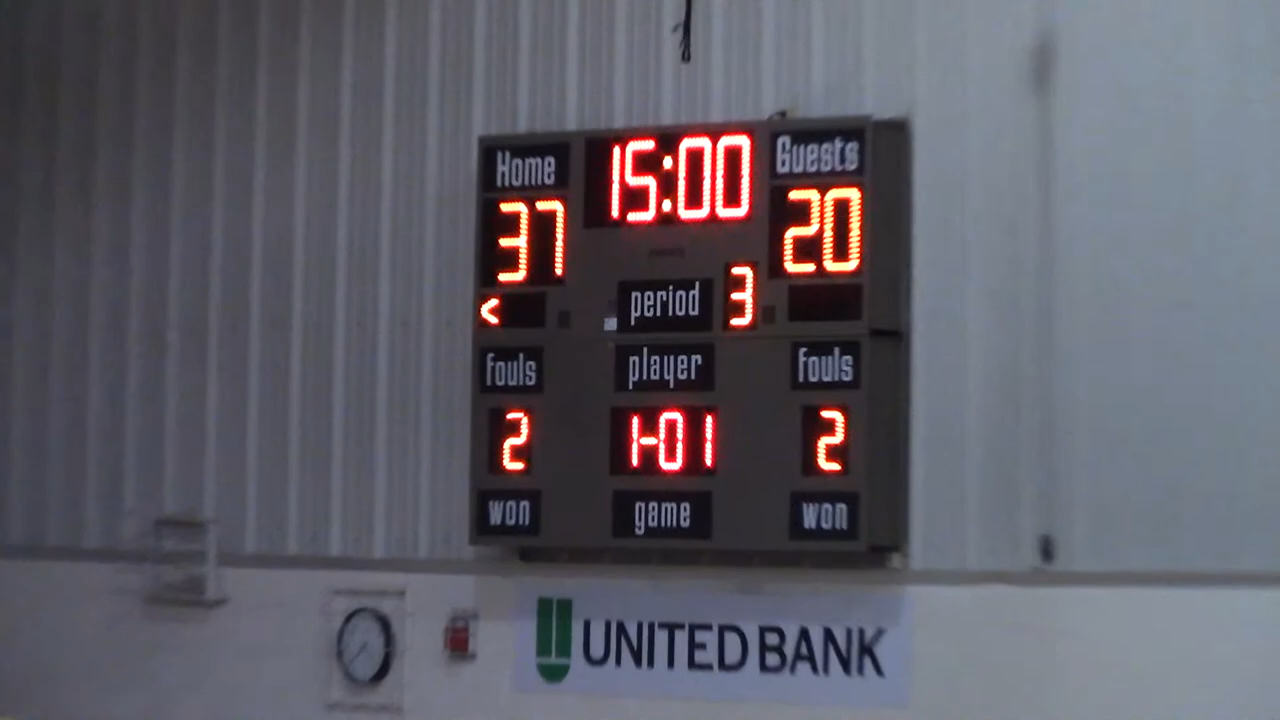 Home 15:00 Guests
37 20
< period 3
fouls player fouls
2 1-01 2
won game won
UNITED BANK